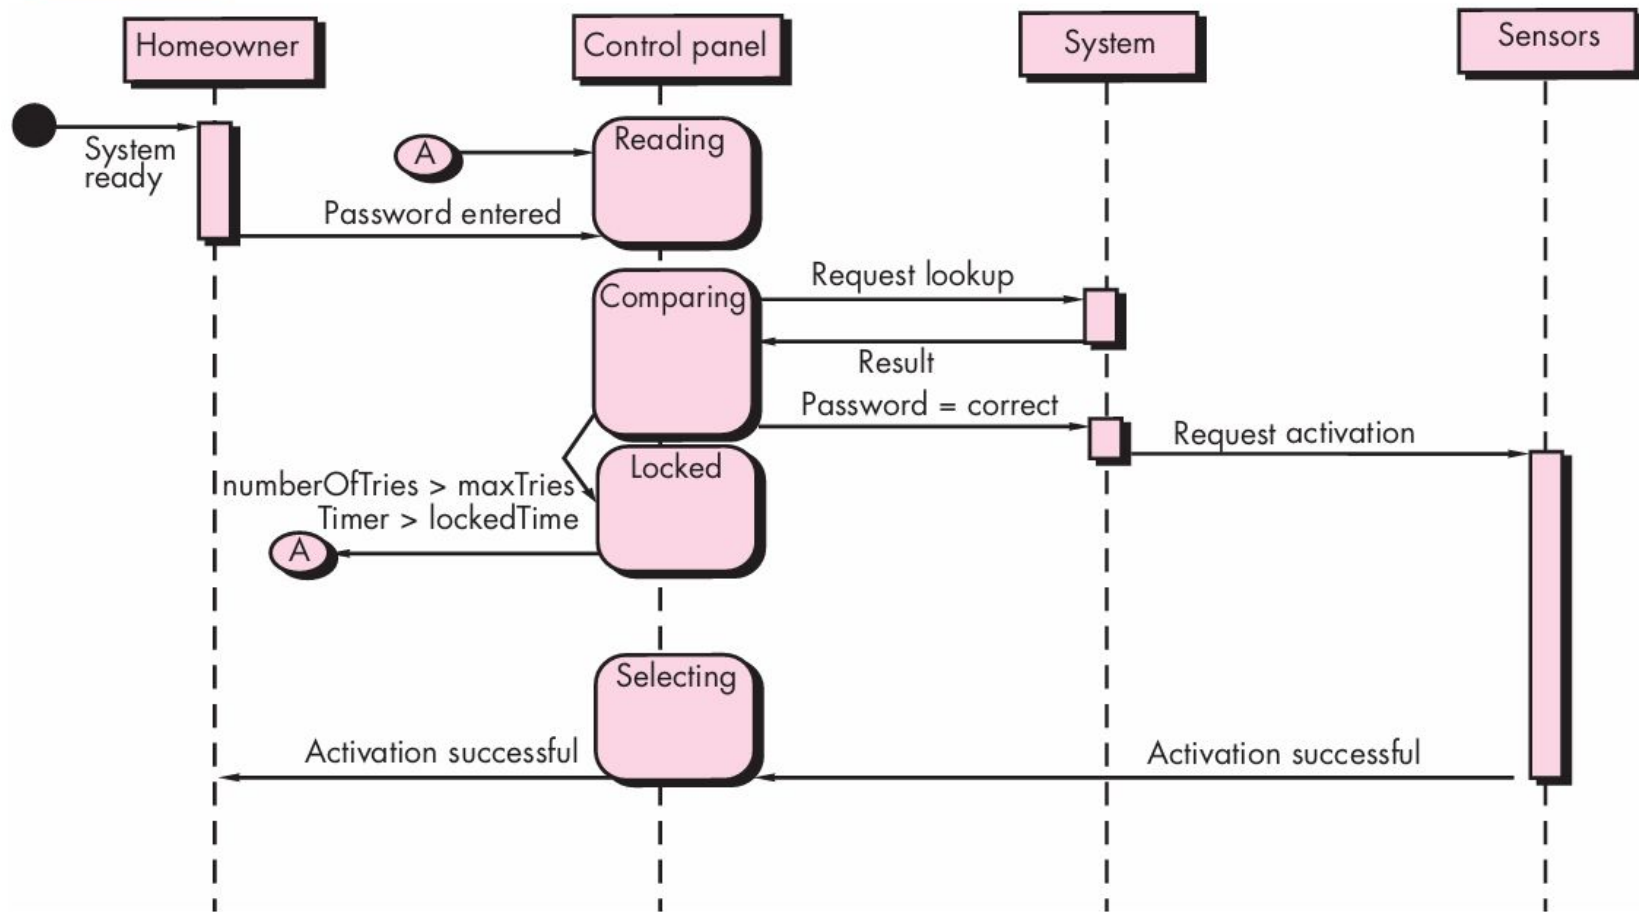 Homeowner
Control panel
System
Sensors
System
ready
A
Reading
Password entered
Request lookup
Comparing
Result
Password = correct
Request activation
Locked
numberOfTries > maxTries
Timer > lockedTime
A
Selecting
Activation successful
Activation successful